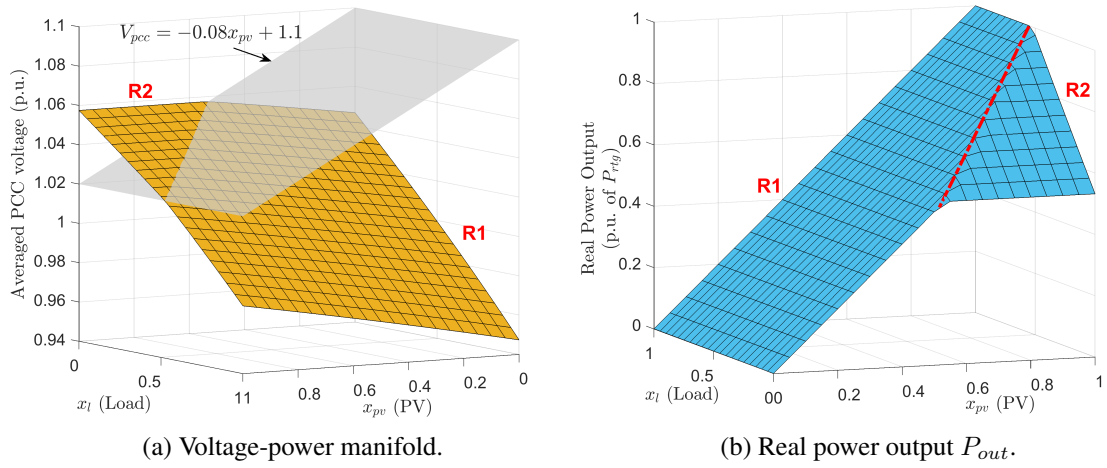 1.1
1.08
1.06
1.04
1.02
1
0.98
0.96
0.94
Averaged PCC voltage (p.u.)
V_{pcc} = −0.08x_{pv} + 1.1
R2
R1
0
0.5
11
0.8
0.6
0.4
0.2
0
x_l (Load)
x_{pv} (PV)
(a) Voltage-power manifold.
1
0.8
0.6
0.4
0.2
0
Real Power Output
(p.u. of P_{rtg})
R1
R2
1
0.5
00
0.2
0.4
0.6
0.8
1
x_l (Load)
x_{pv} (PV)
(b) Real power output P_{out}.